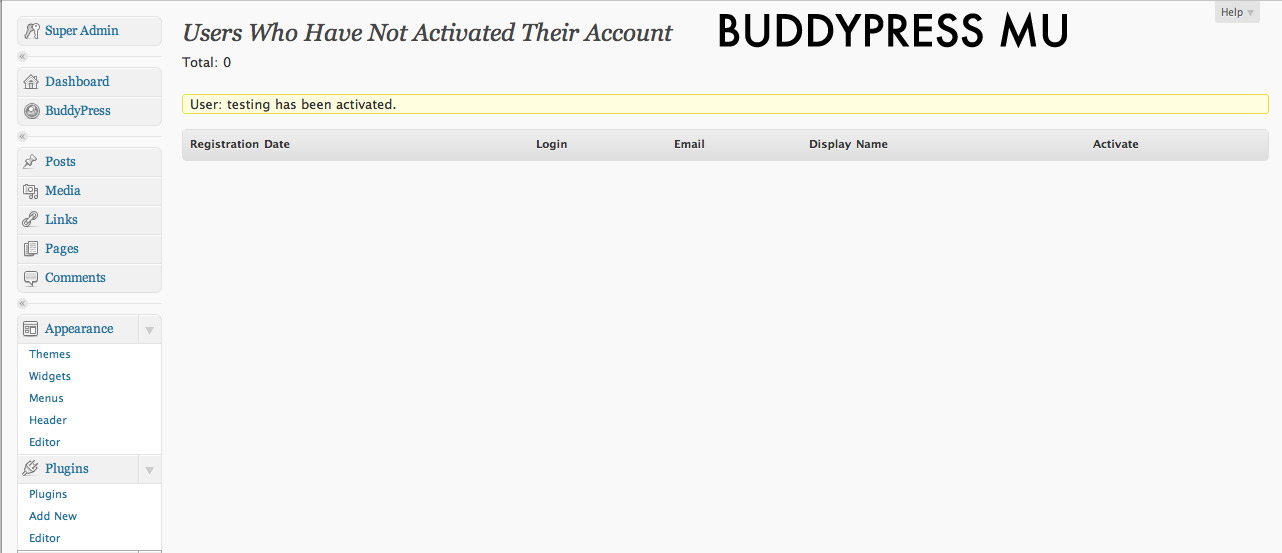 Super Admin
Dashboard
BuddyPress
Posts
Media
Links
Pages
Comments
Appearance
Themes
Widgets
Menus
Header
Editor
Plugins
Plugins
Add New
Editor
Users Who Have Not Activated Their Account
BUDDYPRESS MU
Help
Total: 0
User: testing has been activated.
Registration Date Login Email Display Name Activate